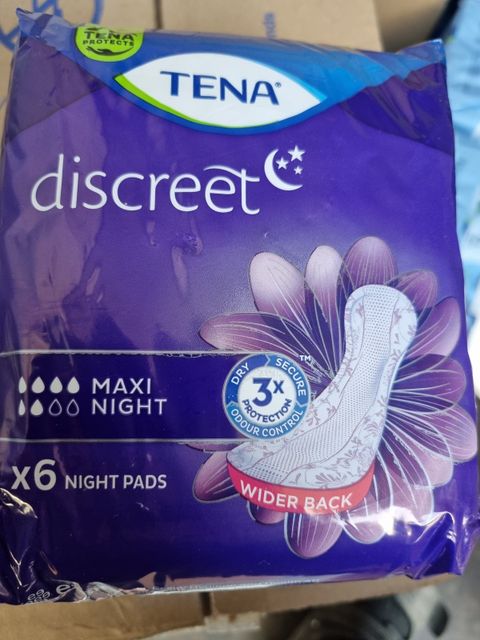 TENA
PROTECTS
TENA®
discreet
DRY SECURE ™
3x
PROTECTION
ODOUR CONTROL
MAXI
NIGHT
x6 NIGHT PADS
WIDER BACK